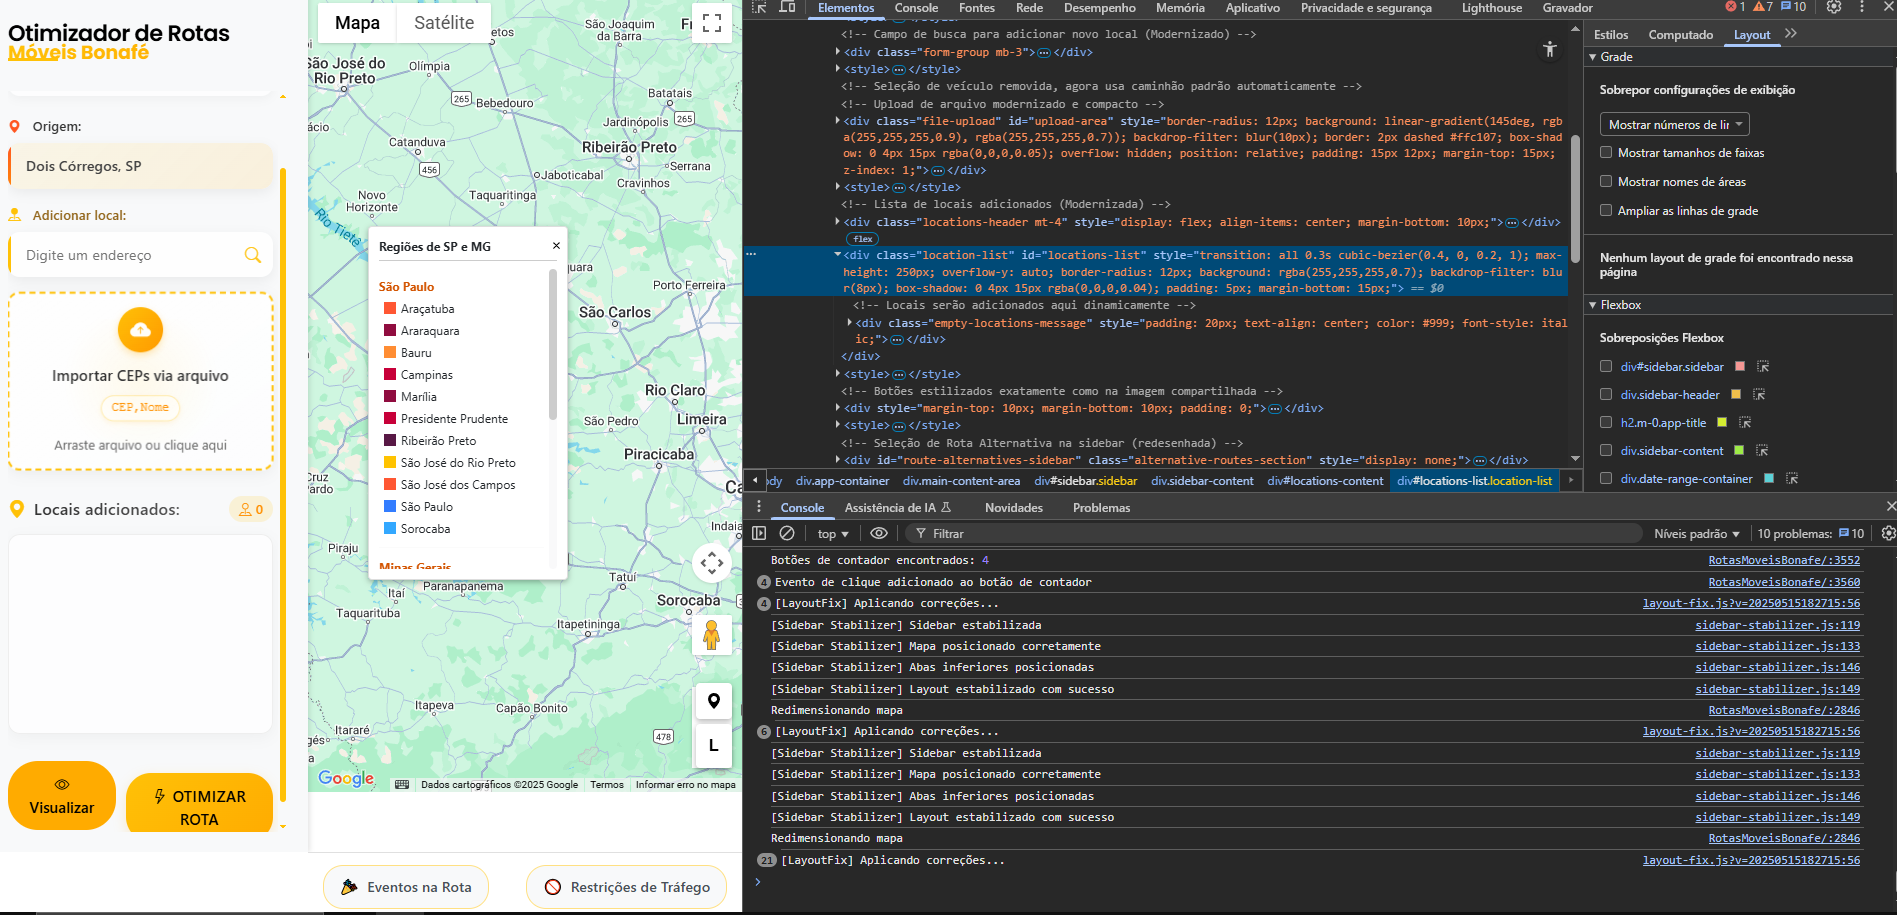 Otimizador de Rotas
Móveis Bonafé
Origem:
Dois Córregos, SP
Adicionar local:
Digite um endereço
Importar CEPs via arquivo
CEP,Nome
Arraste arquivo ou clique aqui
Locais adicionados:
0
Visualizar
OTIMIZAR
ROTA
Mapa
Satélite
São José do
Rio Preto
Olímpia
265
Bebedouro
São Joaquim
da Barra
Batatais
Jardinópolis
265
Catanduva
456
Ribeirão Preto
Serrana
Jaboticabal
Cravinhos
Novo
Horizonte
Taquaritinga
Rio Tietê
Porto Ferreira
São Carlos
Rio Claro
São Pedro
Limeira
Piracicaba
Piraju
Itaí
Paranapanema
Taquarituba
Tatuí
Sorocaba
Itapetininga
Itapeva
Capão Bonito
Itararé
478
Regiões de SP e MG
×
São Paulo
Araçatuba
Araraquara
Bauru
Campinas
Marília
Presidente Prudente
Ribeirão Preto
São José do Rio Preto
São José dos Campos
São Paulo
Sorocaba
Minas Gerais
L
Google
Dados cartográficos ©2025 Google
Termos
Informar erro no mapa
Eventos na Rota
Restrições de Tráfego
Elementos
Console
Fontes
Rede
Desempenho
Memória
Aplicativo
Privacidade e segurança
Lighthouse
Gravador
1
7
10
<!-- Campo de busca para adicionar novo local (Modernizado) -->
<div class="form-group mb-3"></div>
<style></style>
<!-- Seleção de veículo removida, agora usa caminhão padrão automaticamente -->
<!-- Upload de arquivo modernizado e compacto -->
<div class="file-upload" id="upload-area" style="border-radius: 12px; background: linear-gradient(145deg, rgb
a(255,255,255,0.9), rgba(255,255,255,0.7)); backdrop-filter: blur(10px); border: 2px dashed #ffc107; box-sha
dow: 0 4px 15px rgba(0,0,0,0.05); overflow: hidden; position: relative; padding: 15px 12px; margin-top: 15px;
z-index: 1;"></div>
<style></style>
<!-- Lista de locais adicionados (Modernizada) -->
<div class="locations-header mt-4" style="display: flex; align-items: center; margin-bottom: 10px;"></div>
flex
<div class="location-list" id="locations-list" style="transition: all 0.3s cubic-bezier(0.4, 0, 0.2, 1); max-
height: 250px; overflow-y: auto; border-radius: 12px; background: rgba(255,255,255,0.7); backdrop-filter: blu
r(8px); box-shadow: 0 4px 15px rgba(0,0,0,0.04); padding: 5px; margin-bottom: 15px;"> == $0
<!-- Locais serão adicionados aqui dinamicamente -->
<div class="empty-locations-message" style="padding: 20px; text-align: center; color: #999; font-style: ital
ic;"></div>
</div>
<style></style>
<!-- Botões estilizados exatamente como na imagem compartilhada -->
<div style="margin-top: 10px; margin-bottom: 10px; padding: 0;"></div>
<style></style>
<!-- Seleção de Rota Alternativa na sidebar (redesenhada) -->
<div id="route-alternatives-sidebar" class="alternative-routes-section" style="display: none;"></div>
div.app-container
div.main-content-area
div#sidebar.sidebar
div.sidebar-content
div#locations-content
div#locations-list.location-list
Estilos
Computado
Layout
Grade
Sobrepor configurações de exibição
Mostrar números de lir
Mostrar tamanhos de faixas
Mostrar nomes de áreas
Ampliar as linhas de grade
Nenhum layout de grade foi encontrado nessa
página
Flexbox
Sobreposições Flexbox
div#sidebar.sidebar
div.sidebar-header
h2.m-0.app-title
div.sidebar-content
div.date-range-container
Console
Assistência de IA
Novidades
Problemas
top
Filtrar
Níveis padrão
10 problemas:
10
Botões de contador encontrados: 4
RotasMoveisBonafe/:3552
4 Evento de clique adicionado ao botão de contador
RotasMoveisBonafe/:3560
4 [LayoutFix] Aplicando correções...
layout-fix.js?v=20250515182715:56
[Sidebar Stabilizer] Sidebar estabilizada
sidebar-stabilizer.js:119
[Sidebar Stabilizer] Mapa posicionado corretamente
sidebar-stabilizer.js:133
[Sidebar Stabilizer] Abas inferiores posicionadas
sidebar-stabilizer.js:146
[Sidebar Stabilizer] Layout estabilizado com sucesso
sidebar-stabilizer.js:149
Redimensionando mapa
RotasMoveisBonafe/:2846
6 [LayoutFix] Aplicando correções...
layout-fix.js?v=20250515182715:56
[Sidebar Stabilizer] Sidebar estabilizada
sidebar-stabilizer.js:119
[Sidebar Stabilizer] Mapa posicionado corretamente
sidebar-stabilizer.js:133
[Sidebar Stabilizer] Abas inferiores posicionadas
sidebar-stabilizer.js:146
[Sidebar Stabilizer] Layout estabilizado com sucesso
sidebar-stabilizer.js:149
Redimensionando mapa
RotasMoveisBonafe/:2846
21 [LayoutFix] Aplicando correções...
layout-fix.js?v=20250515182715:56